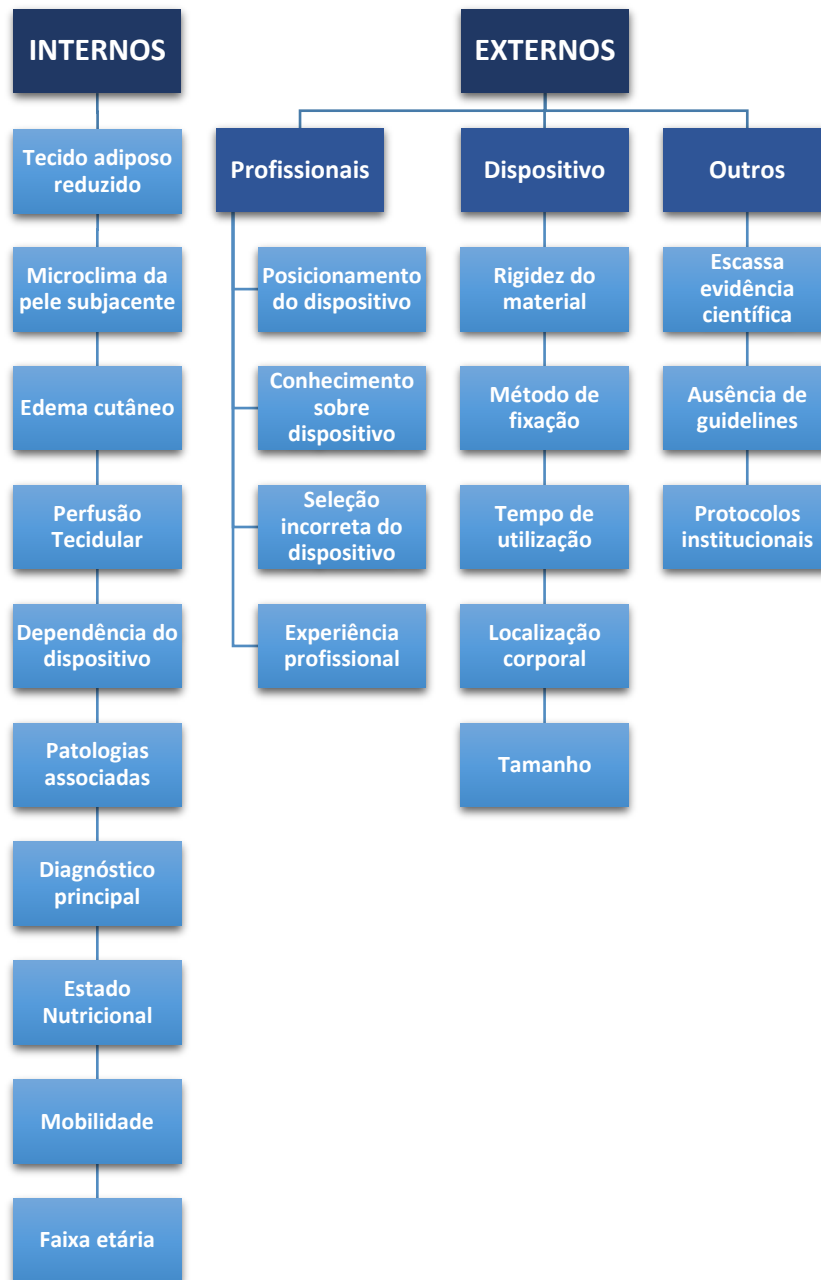 INTERNOS
Tecido adiposo
reduzido
Microclima da
pele subjacente
Edema cutâneo
Perfusão
Tecidular
Dependência do
dispositivo
Patologias
associadas
Diagnóstico
principal
Estado
Nutricional
Mobilidade
Faixa etária
EXTERNOS
Profissionais
Posicionamento
do dispositivo
Conhecimento
sobre
dispositivo
Seleção
incorreta do
dispositivo
Experiência
profissional
Dispositivo
Rigidez do
material
Método de
fixação
Tempo de
utilização
Localização
corporal
Tamanho
Outros
Escassa
evidência
científica
Ausência de
guidelines
Protocolos
institucionais